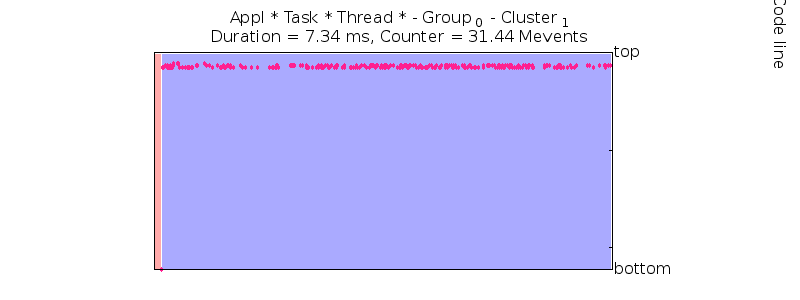 Appl * Task * Thread * - Group 0 - Cluster 1
Duration = 7.34 ms, Counter = 31.44 Mevents
top
bottom
Code line